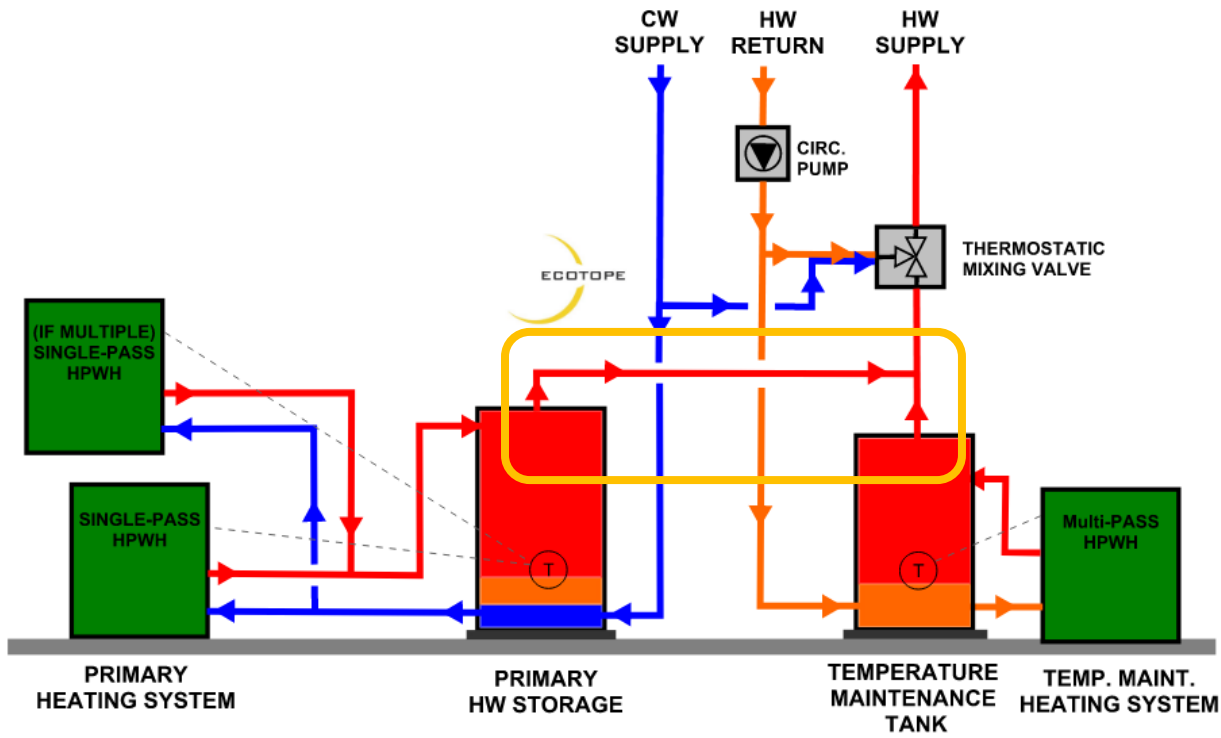 CW
SUPPLY
HW
RETURN
HW
SUPPLY
CIRC.
PUMP
THERMOSTATIC
MIXING VALVE
ECOTOPE
(IF MULTIPLE)
SINGLE-PASS
HPWH
SINGLE-PASS
HPWH
T
T
Multi-PASS
HPWH
PRIMARY
HEATING SYSTEM
PRIMARY
HW STORAGE
TEMPERATURE
MAINTENANCE
TANK
TEMP. MAINT.
HEATING SYSTEM